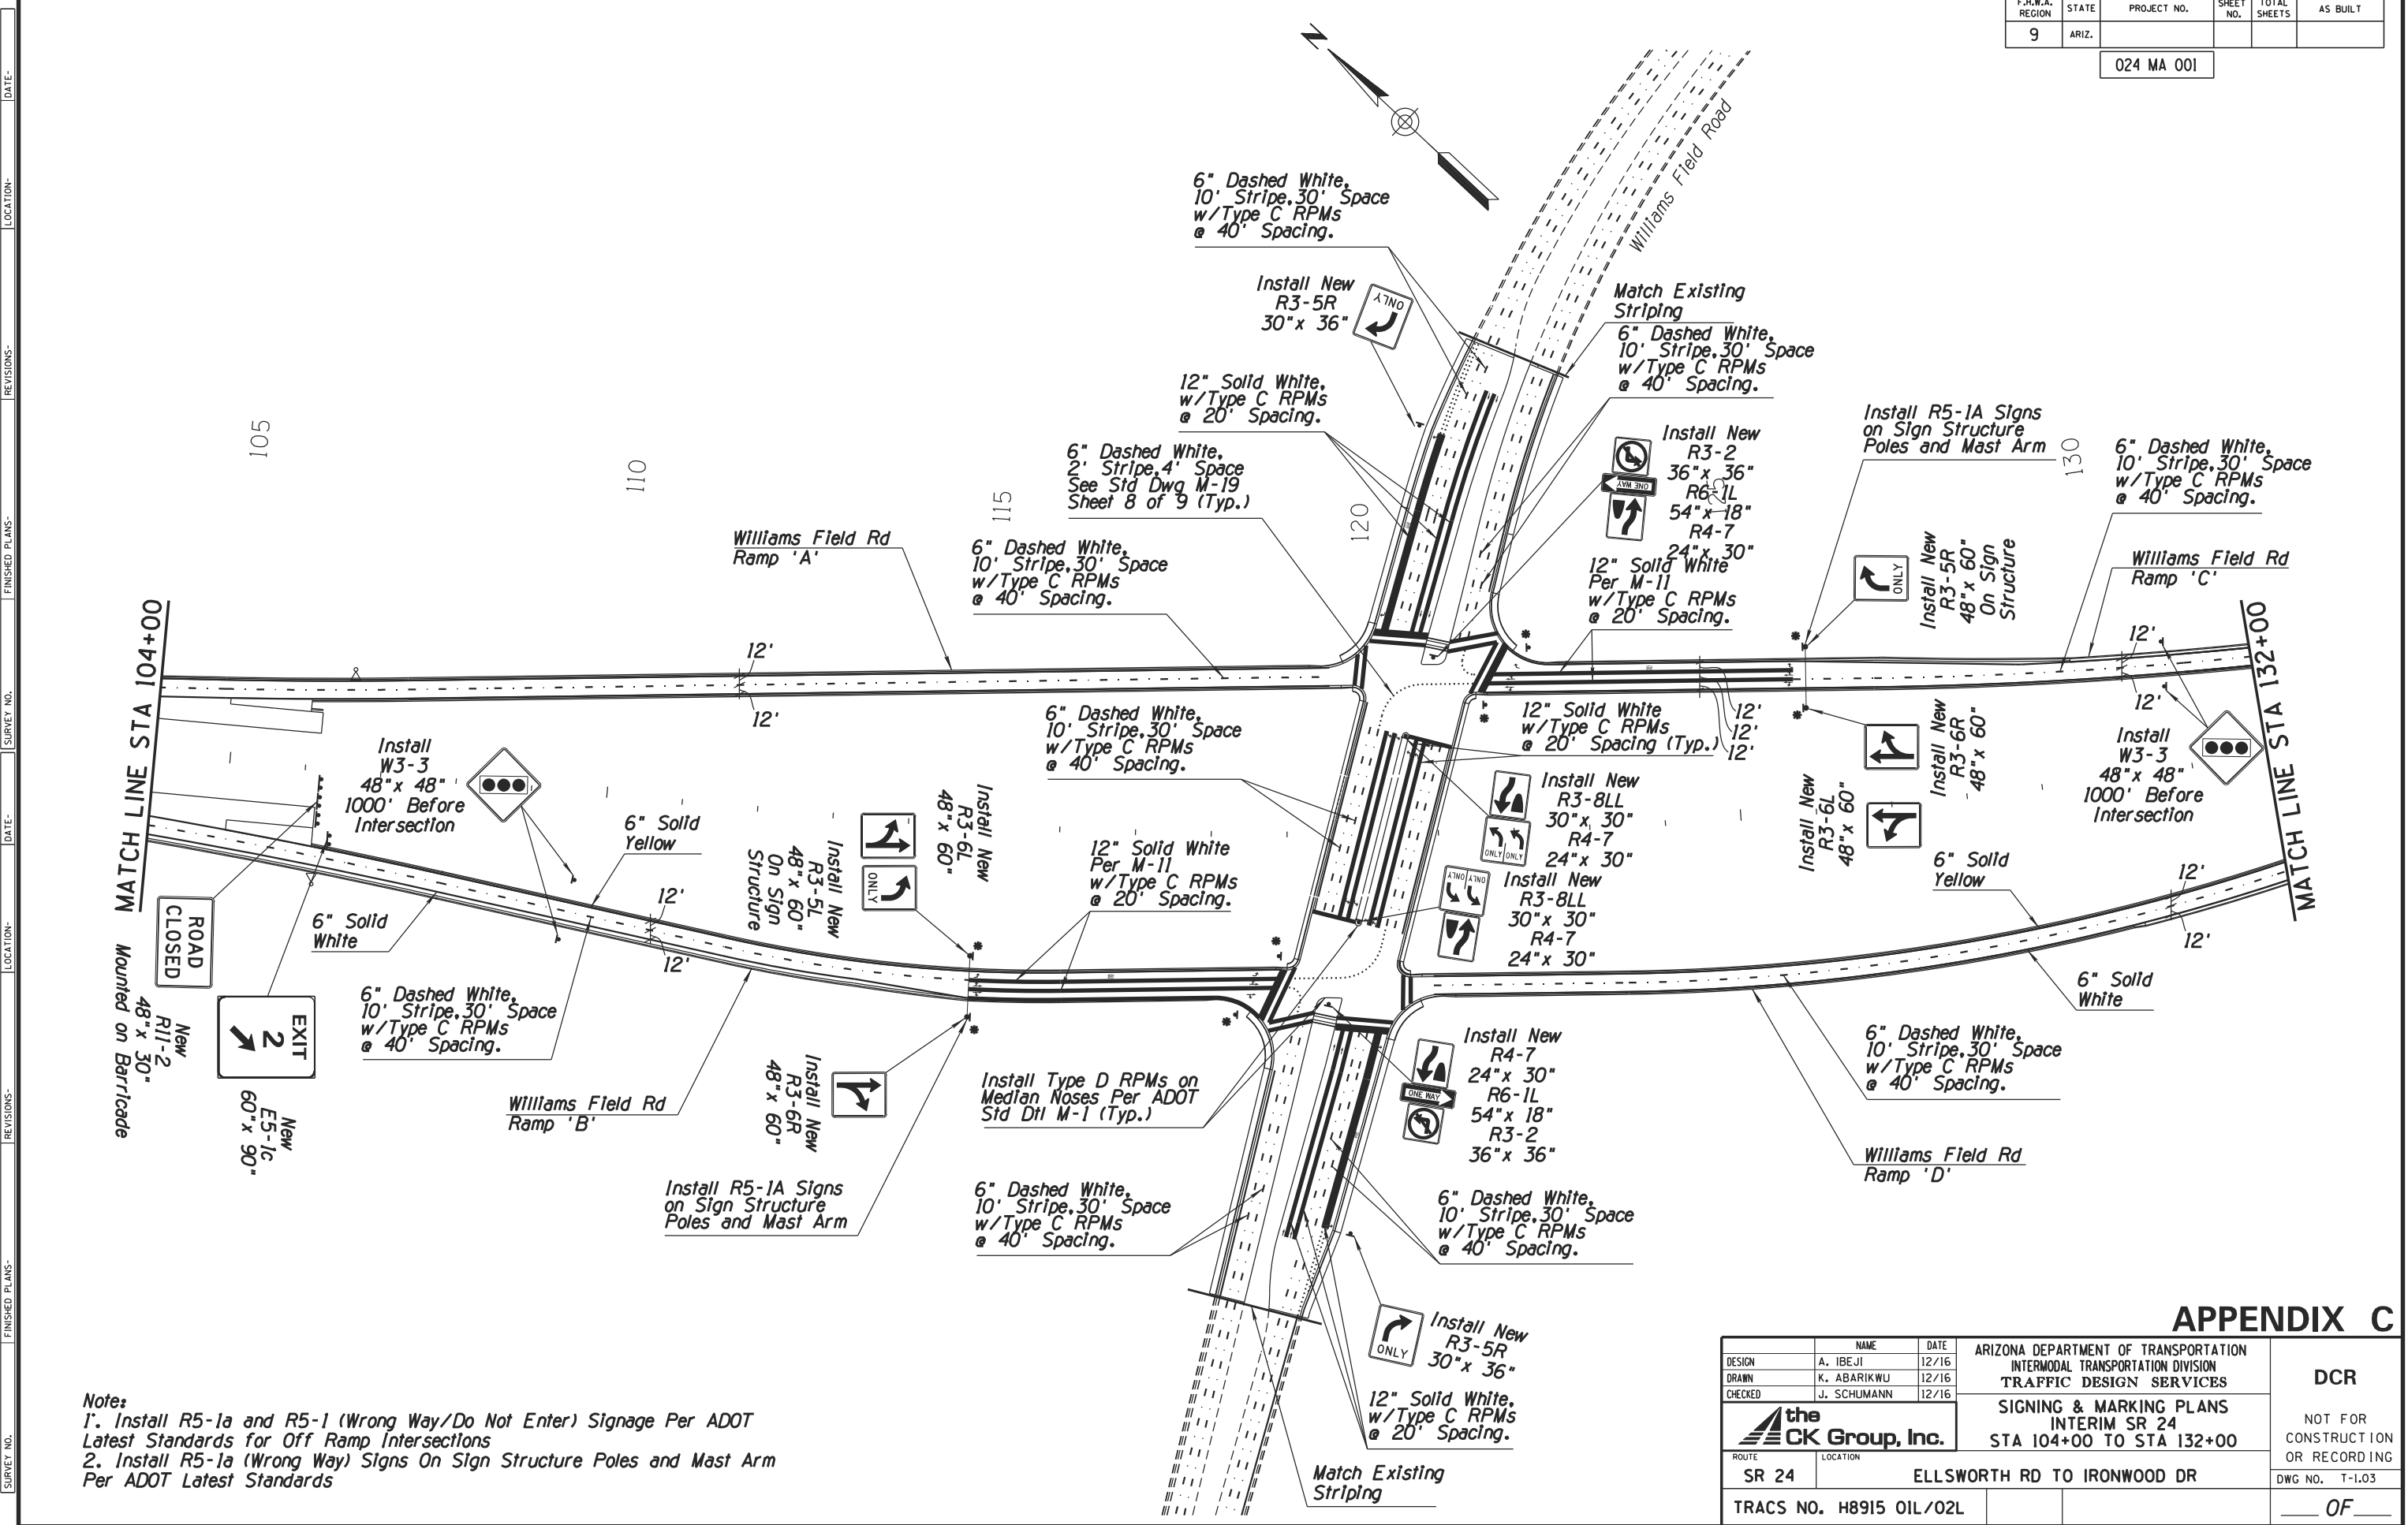 F.H.W.A. REGION
STATE
PROJECT NO.
SHEET NO.
TOTAL SHEETS
AS BUILT
9
ARIZ.
024 MA 001
N
Williams Field Road
6" Dashed White,
10' Stripe,30' Space
w/Type C RPMs
@ 40' Spacing.
Install New
R3-5R
30"x 36"
ONLY
Match Existing
Striping
6" Dashed White,
10' Stripe,30' Space
w/Type C RPMs
@ 40' Spacing.
12" Solid White,
w/Type C RPMs
@ 20' Spacing.
6" Dashed White,
2' Stripe,4' Space
See Std Dwg M-19
Sheet 8 of 9 (Typ.)
Install New
R3-2
36"x 36"
R6-1L
54"x 18"
R4-7
24"x 30"
ONE WAY
Install R5-1A Signs
on Sign Structure
Poles and Mast Arm
6" Dashed White,
10' Stripe,30' Space
w/Type C RPMs
@ 40' Spacing.
105
110
115
120
130
Williams Field Rd
Ramp 'A'
6" Dashed White,
10' Stripe,30' Space
w/Type C RPMs
@ 40' Spacing.
12" Solid White
Per M-11
w/Type C RPMs
@ 20' Spacing.
ONLY
Install New
R3-5R
48"x 60"
On Sign
Structure
Williams Field Rd
Ramp 'C'
MATCH LINE STA 104+00
12'
12'
12'
12'
MATCH LINE STA 132+00
Install
W3-3
48"x 48"
1000' Before
Intersection
6" Dashed White,
10' Stripe,30' Space
w/Type C RPMs
@ 40' Spacing.
12" Solid White
w/Type C RPMs
@ 20' Spacing (Typ.)
12'
12'
12'
12'
Install New
R3-6R
48"x 60"
Install New
R3-6L
48"x 60"
Install
W3-3
48"x 48"
1000' Before
Intersection
Install New
R3-8LL
30"x 30"
R4-7
24"x 30"
ONLY ONLY
6" Solid
Yellow
Install New
R3-6L
48"x 60"
Install New
R3-5L
48"x 60"
On Sign
Structure
ONLY
12" Solid White
Per M-11
w/Type C RPMs
@ 20' Spacing.
Install New
R3-8LL
30"x 30"
R4-7
24"x 30"
ONLY ONLY
6" Solid
Yellow
12'
12'
12'
12'
6" Solid
White
ROAD
CLOSED
New
R11-2
48"x 30"
Mounted on Barricade
EXIT
2
New
E5-1c
60"x 90"
6" Dashed White,
10' Stripe,30' Space
w/Type C RPMs
@ 40' Spacing.
Williams Field Rd
Ramp 'B'
Install New
R3-6R
48"x 60"
Install Type D RPMs on
Median Noses Per ADOT
Std Dtl M-1 (Typ.)
Install New
R4-7
24"x 30"
R6-1L
54"x 18"
R3-2
36"x 36"
ONE WAY
6" Solid
White
6" Dashed White,
10' Stripe,30' Space
w/Type C RPMs
@ 40' Spacing.
Williams Field Rd
Ramp 'D'
Install R5-1A Signs
on Sign Structure
Poles and Mast Arm
6" Dashed White,
10' Stripe,30' Space
w/Type C RPMs
@ 40' Spacing.
6" Dashed White,
10' Stripe,30' Space
w/Type C RPMs
@ 40' Spacing.
ONLY
Install New
R3-5R
30"x 36"
12" Solid White,
w/Type C RPMs
@ 20' Spacing.
Match Existing
Striping
Note:
1'. Install R5-1a and R5-1 (Wrong Way/Do Not Enter) Signage Per ADOT
Latest Standards for Off Ramp Intersections
2. Install R5-1a (Wrong Way) Signs On Sign Structure Poles and Mast Arm
Per ADOT Latest Standards
APPENDIX C
NAME DATE
DESIGN A. IBEJI 12/16
DRAWN K. ABARIKWU 12/16
CHECKED J. SCHUMANN 12/16
the
CK Group, Inc.
ARIZONA DEPARTMENT OF TRANSPORTATION
INTERMODAL TRANSPORTATION DIVISION
TRAFFIC DESIGN SERVICES
SIGNING & MARKING PLANS
INTERIM SR 24
STA 104+00 TO STA 132+00
DCR
NOT FOR
CONSTRUCTION
OR RECORDING
ROUTE
SR 24
LOCATION
ELLSWORTH RD TO IRONWOOD DR
DWG NO. T-1.03
TRACS NO. H8915 01L/02L
OF
DATE-
LOCATION-
REVISIONS-
FINISHED PLANS-
SURVEY NO.
DATE-
LOCATION-
REVISIONS-
FINISHED PLANS-
SURVEY NO.